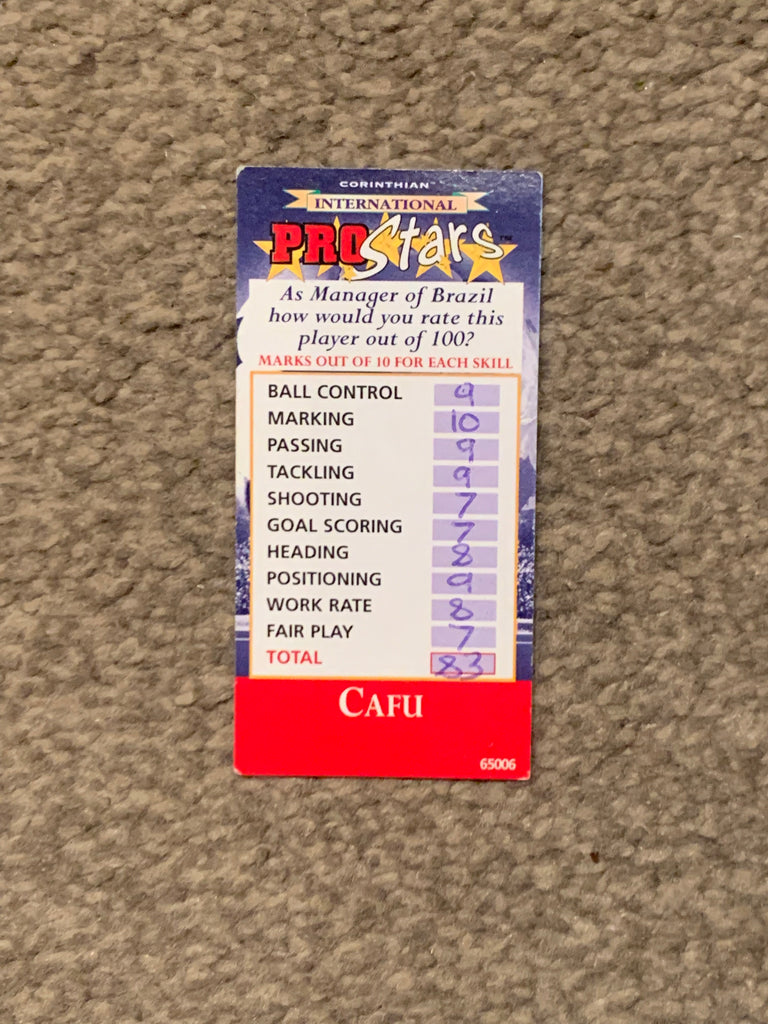 CORINTHIAN™
INTERNATIONAL
PROStars™
As Manager of Brazil
how would you rate this
player out of 100?
MARKS OUT OF 10 FOR EACH SKILL
BALL CONTROL 9
MARKING 10
PASSING 9
TACKLING 9
SHOOTING 7
GOAL SCORING 7
HEADING 8
POSITIONING 9
WORK RATE 8
FAIR PLAY 7
TOTAL 83
CAFU
65006